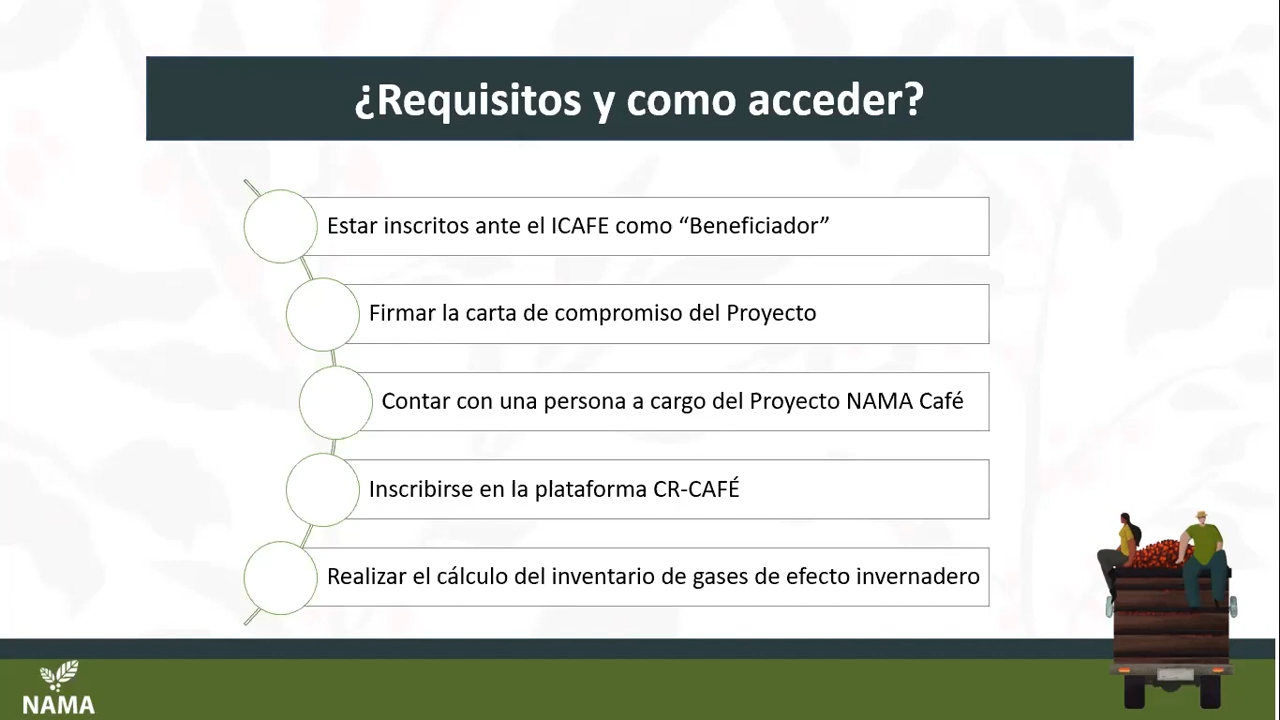 ¿Requisitos y como acceder?
Estar inscritos ante el ICAFE como “Beneficiador”
Firmar la carta de compromiso del Proyecto
Contar con una persona a cargo del Proyecto NAMA Café
Inscribirse en la plataforma CR-CAFÉ
Realizar el cálculo del inventario de gases de efecto invernadero
NAMA